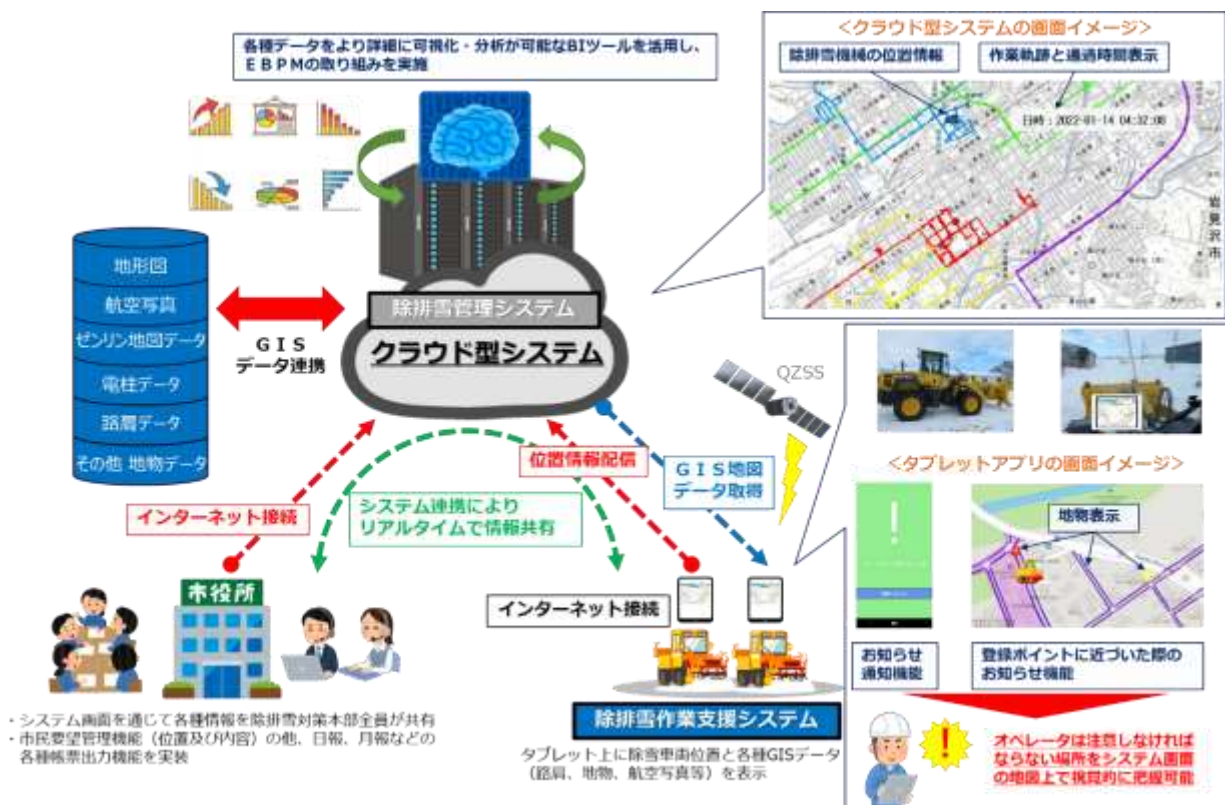 各種データをより詳細に可視化・分析が可能なBIツールを活用し、
ＥＢＰＭの取り組みを実施
＜クラウド型システムの画面イメージ＞
除排雪機械の位置情報
作業軌跡と通過時間表示
日時：2022-01-14 04:32:08
岩見沢市
地形図
航空写真
ゼンリン地図データ
電柱データ
路肩データ
その他 地物データ
ＧＩＳ
データ連携
除排雪管理システム
クラウド型システム
QZSS
インターネット接続
システム連携により
リアルタイムで情報共有
位置情報配信
ＧＩＳ地図
データ取得
＜タブレットアプリの画面イメージ＞
地物表示
市役所
インターネット接続
お知らせ
通知機能
登録ポイントに近づいた際の
お知らせ機能
・システム画面を通じて各種情報を除排雪対策本部全員が共有
・市民要望管理機能（位置及び内容）の他、日報、月報などの
各種帳票出力機能を実装
除排雪作業支援システム
タブレット上に除雪車両位置と各種GISデータ
（路肩、地物、航空写真等）を表示
オペレータは注意しなければ
ならない場所をシステム画面
の地図上で視覚的に把握可能